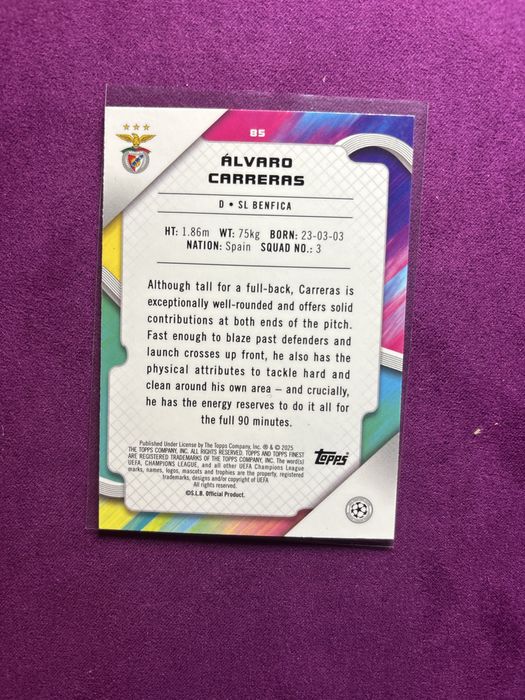 85
ÁLVARO
CARRERAS
D • SL BENFICA
HT: 1.86m WT: 75kg BORN: 23-03-03
NATION: Spain SQUAD NO.: 3
Although tall for a full-back, Carreras is
exceptionally well-rounded and offers solid
contributions at both ends of the pitch.
Fast enough to blaze past defenders and
launch crosses up front, he also has the
physical attributes to tackle hard and
clean around his own area – and crucially,
he has the energy reserves to do it all for
the full 90 minutes.
Published Under License by The Topps Company, Inc. ® & © 2025
THE TOPPS COMPANY, INC. ALL RIGHTS RESERVED. TOPPS AND TOPPS FINEST
ARE REGISTERED TRADEMARKS OF THE TOPPS COMPANY, INC. The word(s)
UEFA, CHAMPIONS LEAGUE, and all other UEFA Champions League
marks, names, logos, mascots and trophies are the property, registered
trademarks, designs and/or copyright of UEFA
All rights reserved.
©S.L.B. Official Product.
Topps